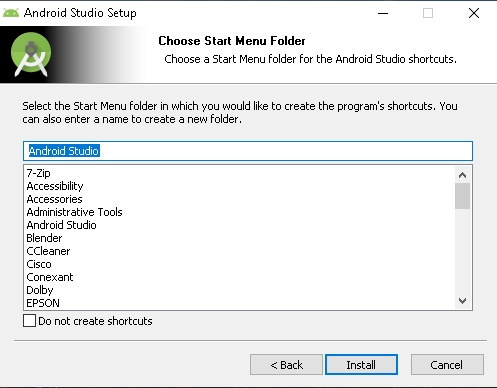 Android Studio Setup
Choose Start Menu Folder
Choose a Start Menu folder for the Android Studio shortcuts.
Select the Start Menu folder in which you would like to create the program's shortcuts. You
can also enter a name to create a new folder.
Android Studio
7-Zip
Accessibility
Accessories
Administrative Tools
Android Studio
Blender
CCleaner
Cisco
Conexant
Dolby
EPSON
Do not create shortcuts
< Back
Install
Cancel